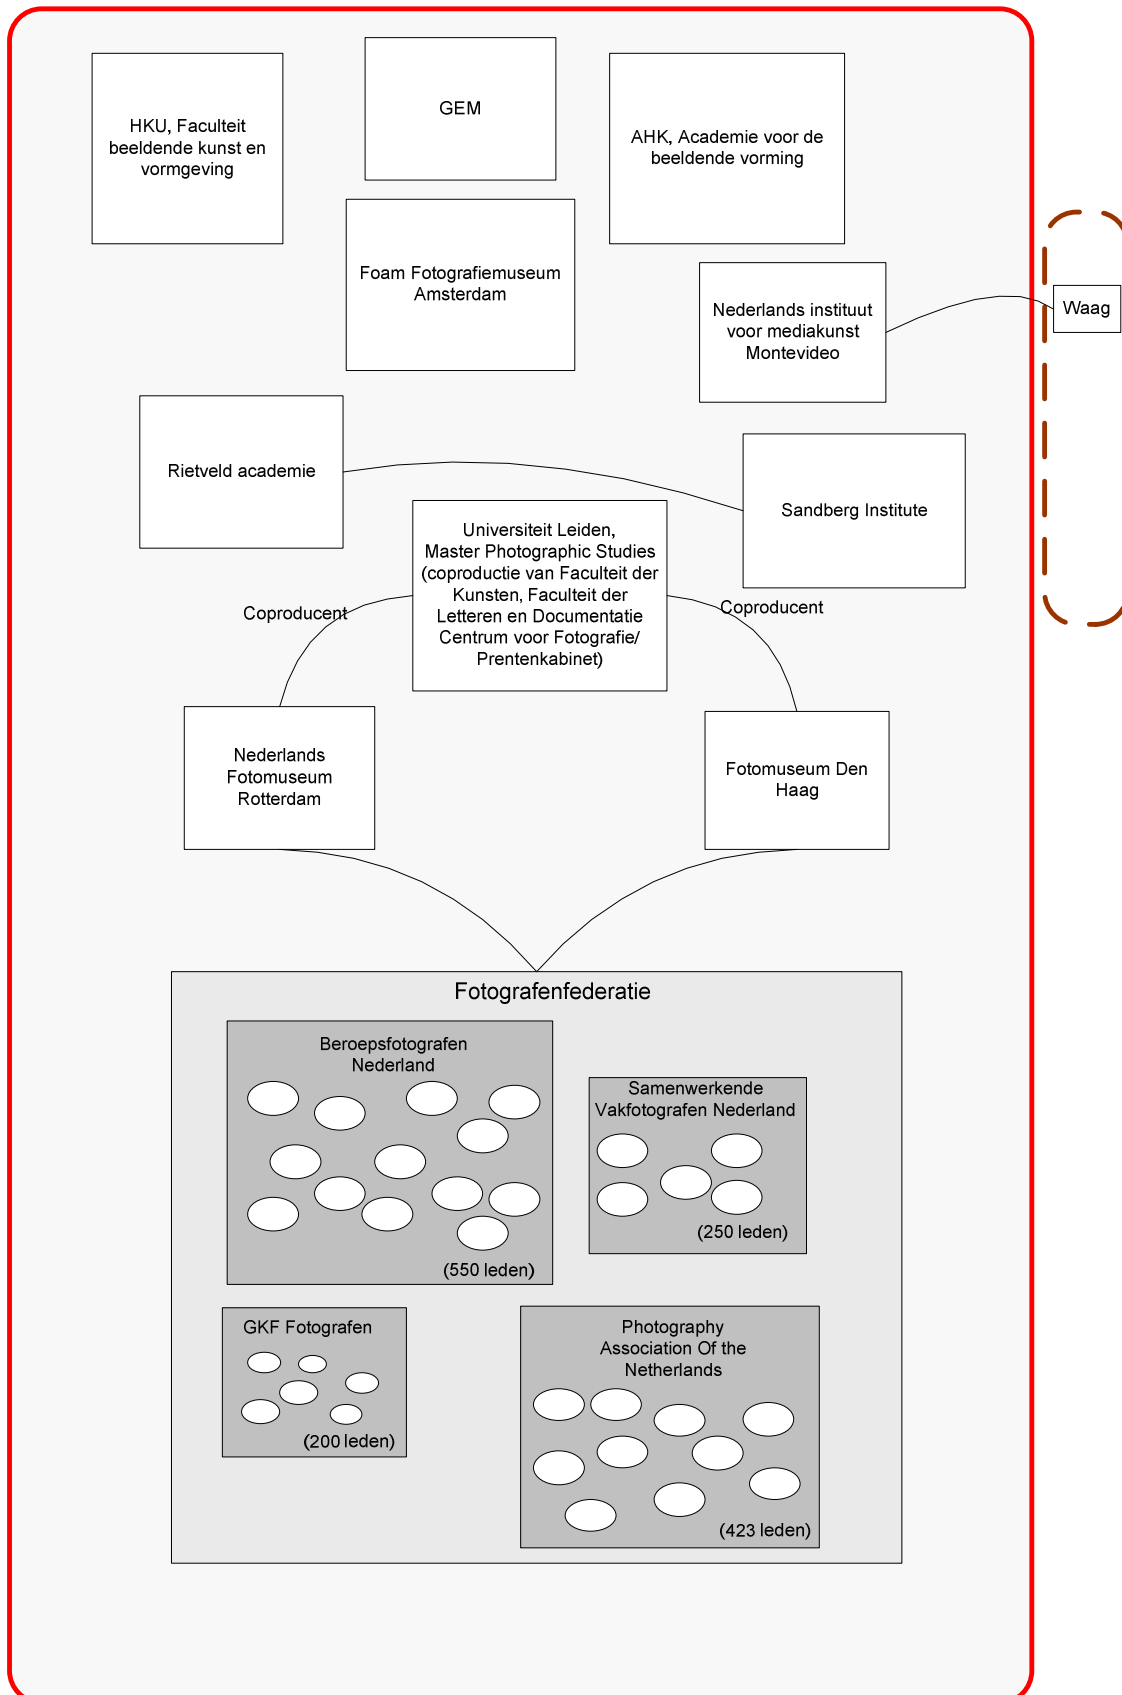 HKU, Faculteit
beeldende kunst en
vormgeving
GEM
AHK, Academie voor de
beeldende vorming
Foam Fotografiemuseum
Amsterdam
Nederlands instituut
voor mediakunst
Montevideo
Waag
Rietveld academie
Sandberg Institute
Universiteit Leiden,
Master Photographic Studies
(coproductie van Faculteit der
Kunsten, Faculteit der
Letteren en Documentatie
Centrum voor Fotografie/
Prentenkabinet)
Coproducent
Coproducent
Nederlands
Fotomuseum
Rotterdam
Fotomuseum Den
Haag
Fotografenfederatie
Beroepsfotografen
Nederland
(550 leden)
Samenwerkende
Vakfotografen Nederland
(250 leden)
GKF Fotografen
(200 leden)
Photography
Association Of the
Netherlands
(423 leden)